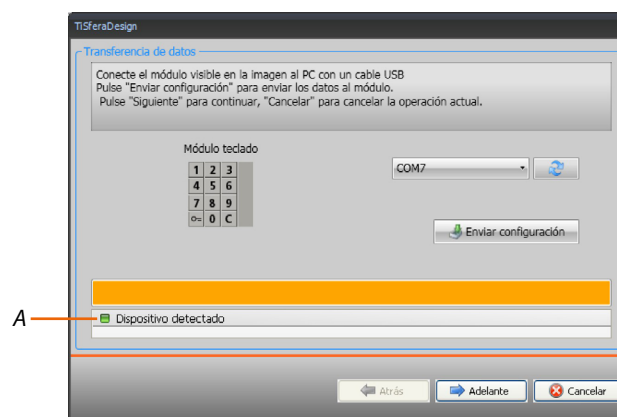 TiSferaDesign
Transferencia de datos
Conecte el módulo visible en la imagen al PC con un cable USB
Pulse "Enviar configuración" para enviar los datos al módulo.
Pulse "Siguiente" para continuar, "Cancelar" para cancelar la operación actual.
Módulo teclado
COM7
1 2 3
4 5 6
7 8 9
0 C
Enviar configuración
A
Dispositivo detectado
Atrás
Adelante
Cancelar